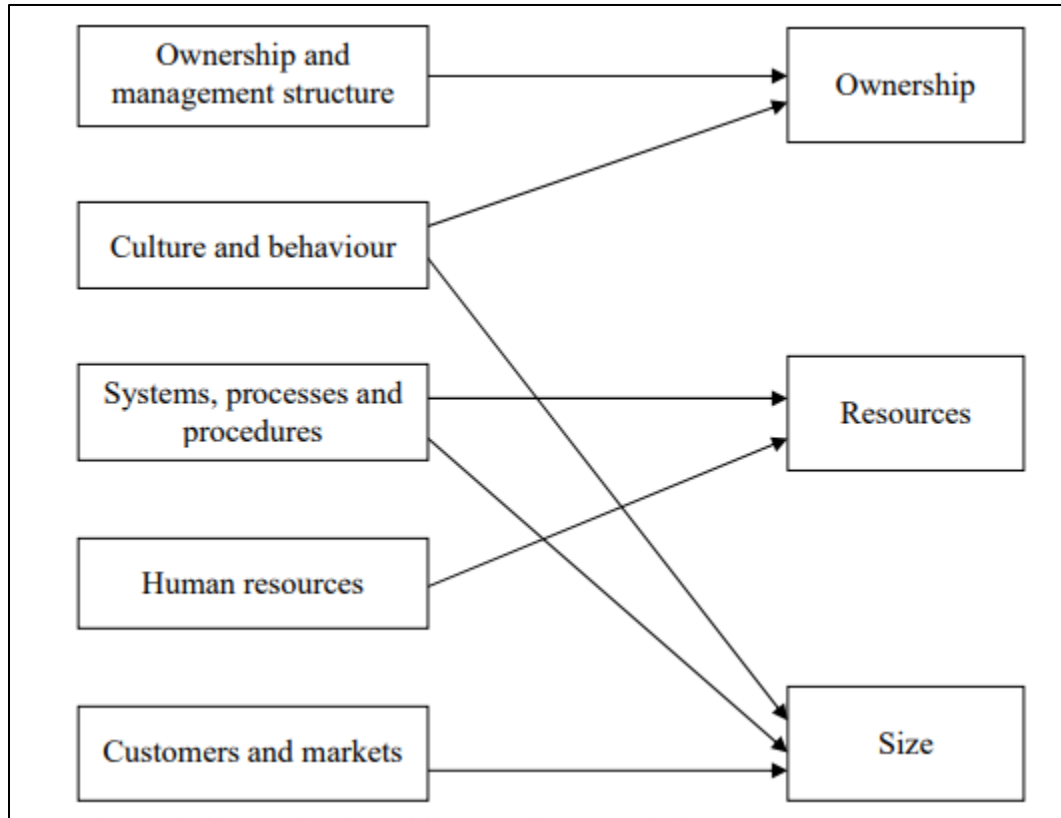 Ownership and
management structure
Ownership
Culture and behaviour
Systems, processes and
procedures
Resources
Human resources
Customers and markets
Size